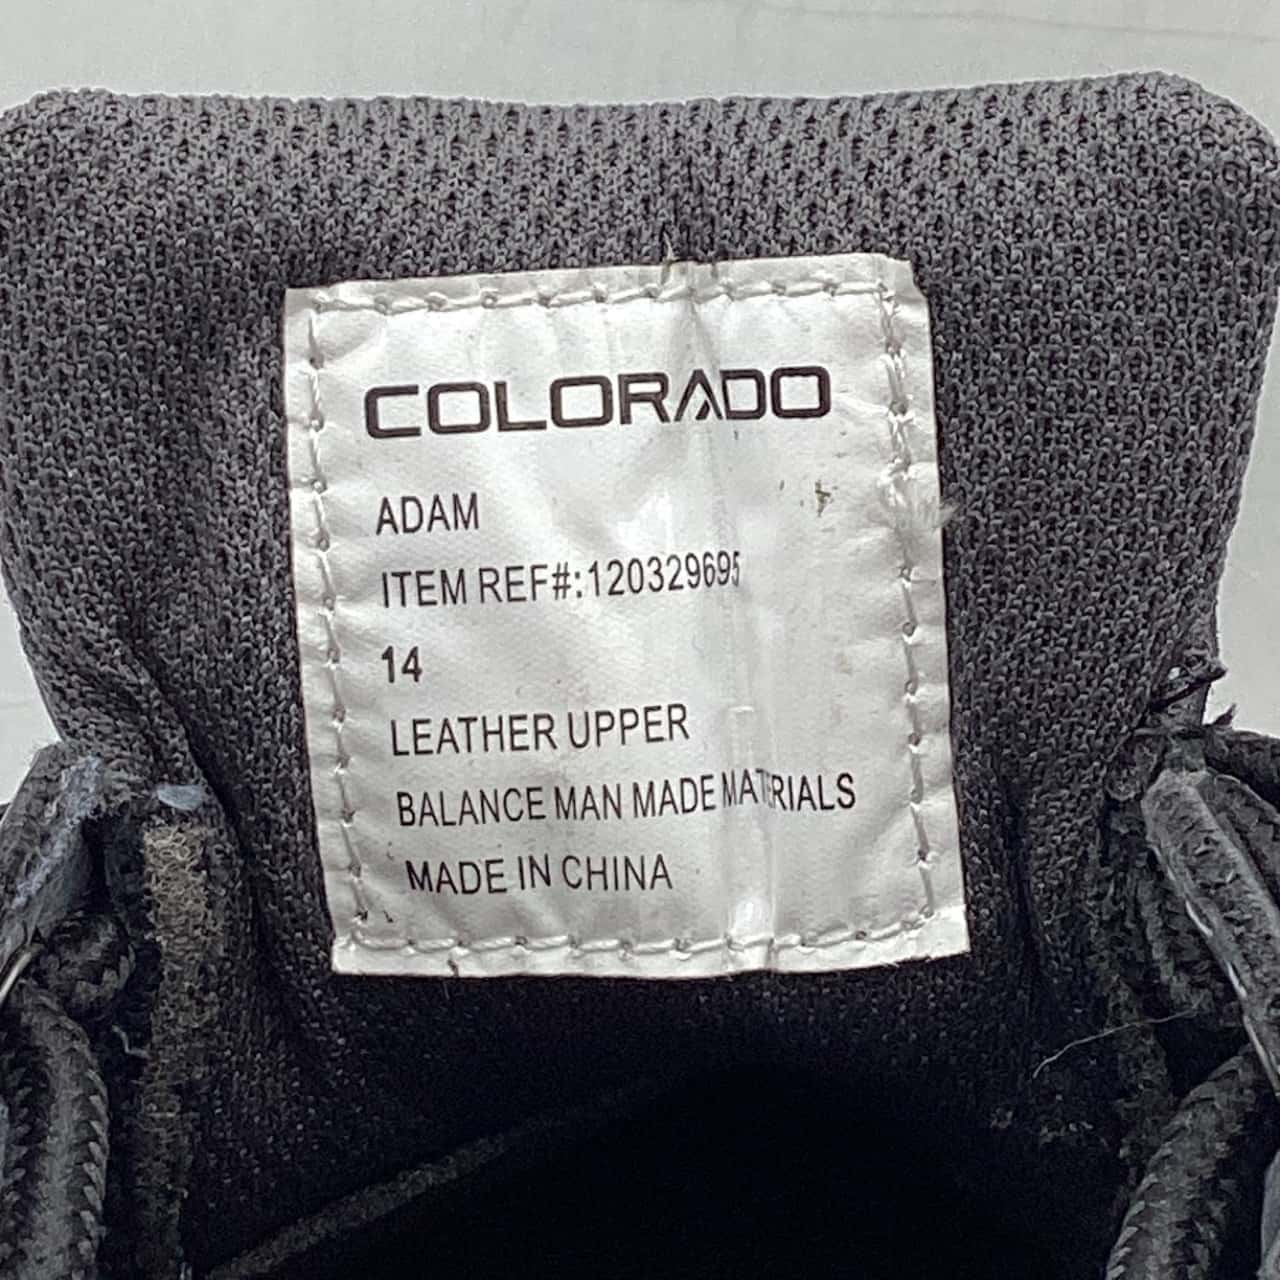 COLORADO
ADAM
ITEM REF#:120329695
14
LEATHER UPPER
BALANCE MAN MADE MATERIALS
MADE IN CHINA